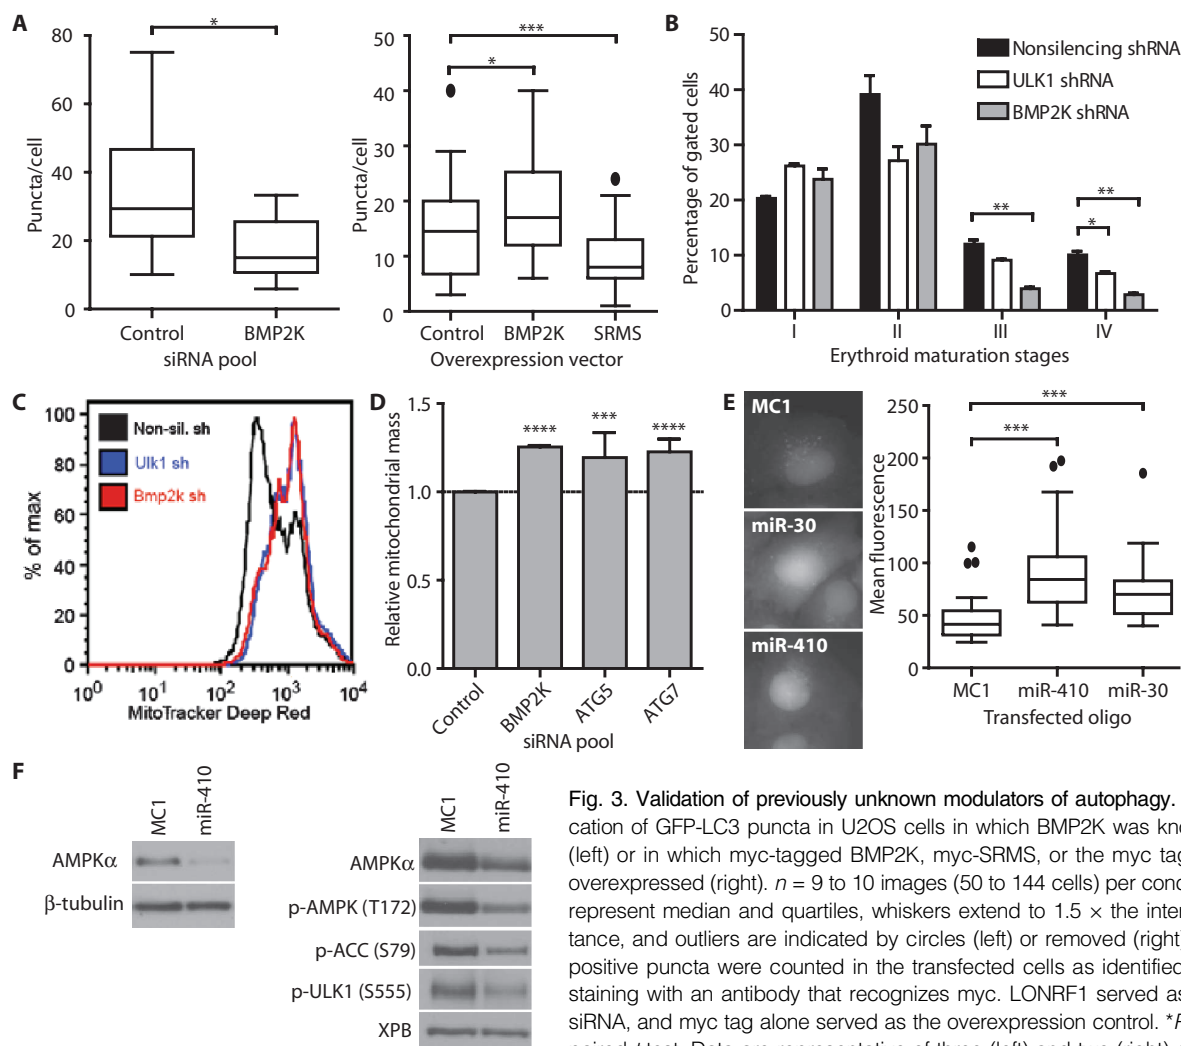 A
80
60
40
20
0
Puncta/cell
*
Control
BMP2K
siRNA pool
50
40
30
20
10
0
Puncta/cell
***
*
Control
BMP2K
SRMS
Overexpression vector
B
50
40
30
20
10
0
Percentage of gated cells
Nonsilencing shRNA
ULK1 shRNA
BMP2K shRNA
**
**
*
I
II
III
IV
Erythroid maturation stages
C
100
80
60
40
20
0
% of max
Non-sil. sh
Ulk1 sh
Bmp2k sh
10^0
10^1
10^2
10^3
10^4
MitoTracker Deep Red
D
1.5
1.0
0.5
0.0
Relative mitochondrial mass
****
***
****
Control
BMP2K
ATG5
ATG7
siRNA pool
E
MC1
miR-30
miR-410
250
200
150
100
50
0
Mean fluorescence
***
***
MC1
miR-410
miR-30
Transfected oligo
F
MC1
miR-410
AMPKα
β-tubulin
MC1
miR-410
AMPKα
p-AMPK (T172)
p-ACC (S79)
p-ULK1 (S555)
XPB
Fig. 3. Validation of previously unknown modulators of autophagy.
cation of GFP-LC3 puncta in U2OS cells in which BMP2K was kno
(left) or in which myc-tagged BMP2K, myc-SRMS, or the myc tag
overexpressed (right). n = 9 to 10 images (50 to 144 cells) per cond
represent median and quartiles, whiskers extend to 1.5 × the inter
tance, and outliers are indicated by circles (left) or removed (right)
positive puncta were counted in the transfected cells as identified
staining with an antibody that recognizes myc. LONRF1 served as
siRNA, and myc tag alone served as the overexpression control. *P